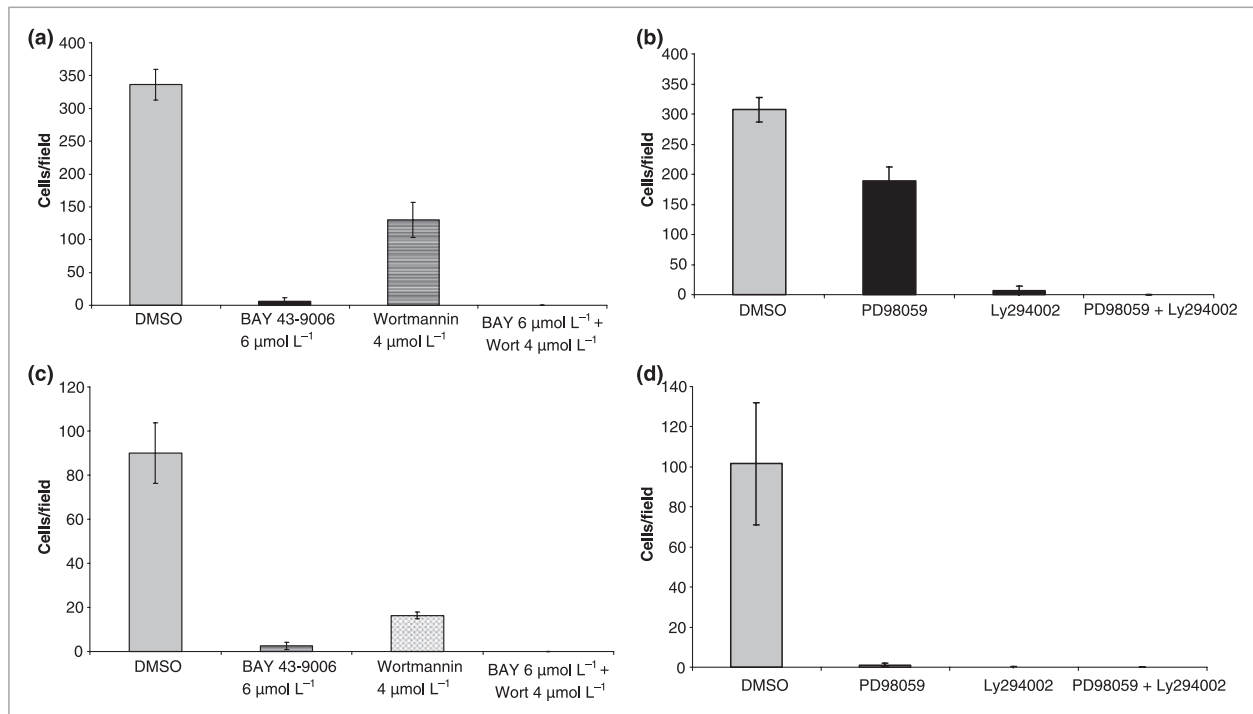 (a)
400
350
300
250
200
150
100
50
0
Cells/field
DMSO
BAY 43-9006
6 µmol L⁻¹
Wortmannin
4 µmol L⁻¹
BAY 6 µmol L⁻¹ +
Wort 4 µmol L⁻¹
(b)
400
350
300
250
200
150
100
50
0
Cells/field
DMSO
PD98059
Ly294002
PD98059 + Ly294002
(c)
120
100
80
60
40
20
0
Cells/field
DMSO
BAY 43-9006
6 µmol L⁻¹
Wortmannin
4 µmol L⁻¹
BAY 6 µmol L⁻¹ +
Wort 4 µmol L⁻¹
(d)
140
120
100
80
60
40
20
0
Cells/field
DMSO
PD98059
Ly294002
PD98059 + Ly294002